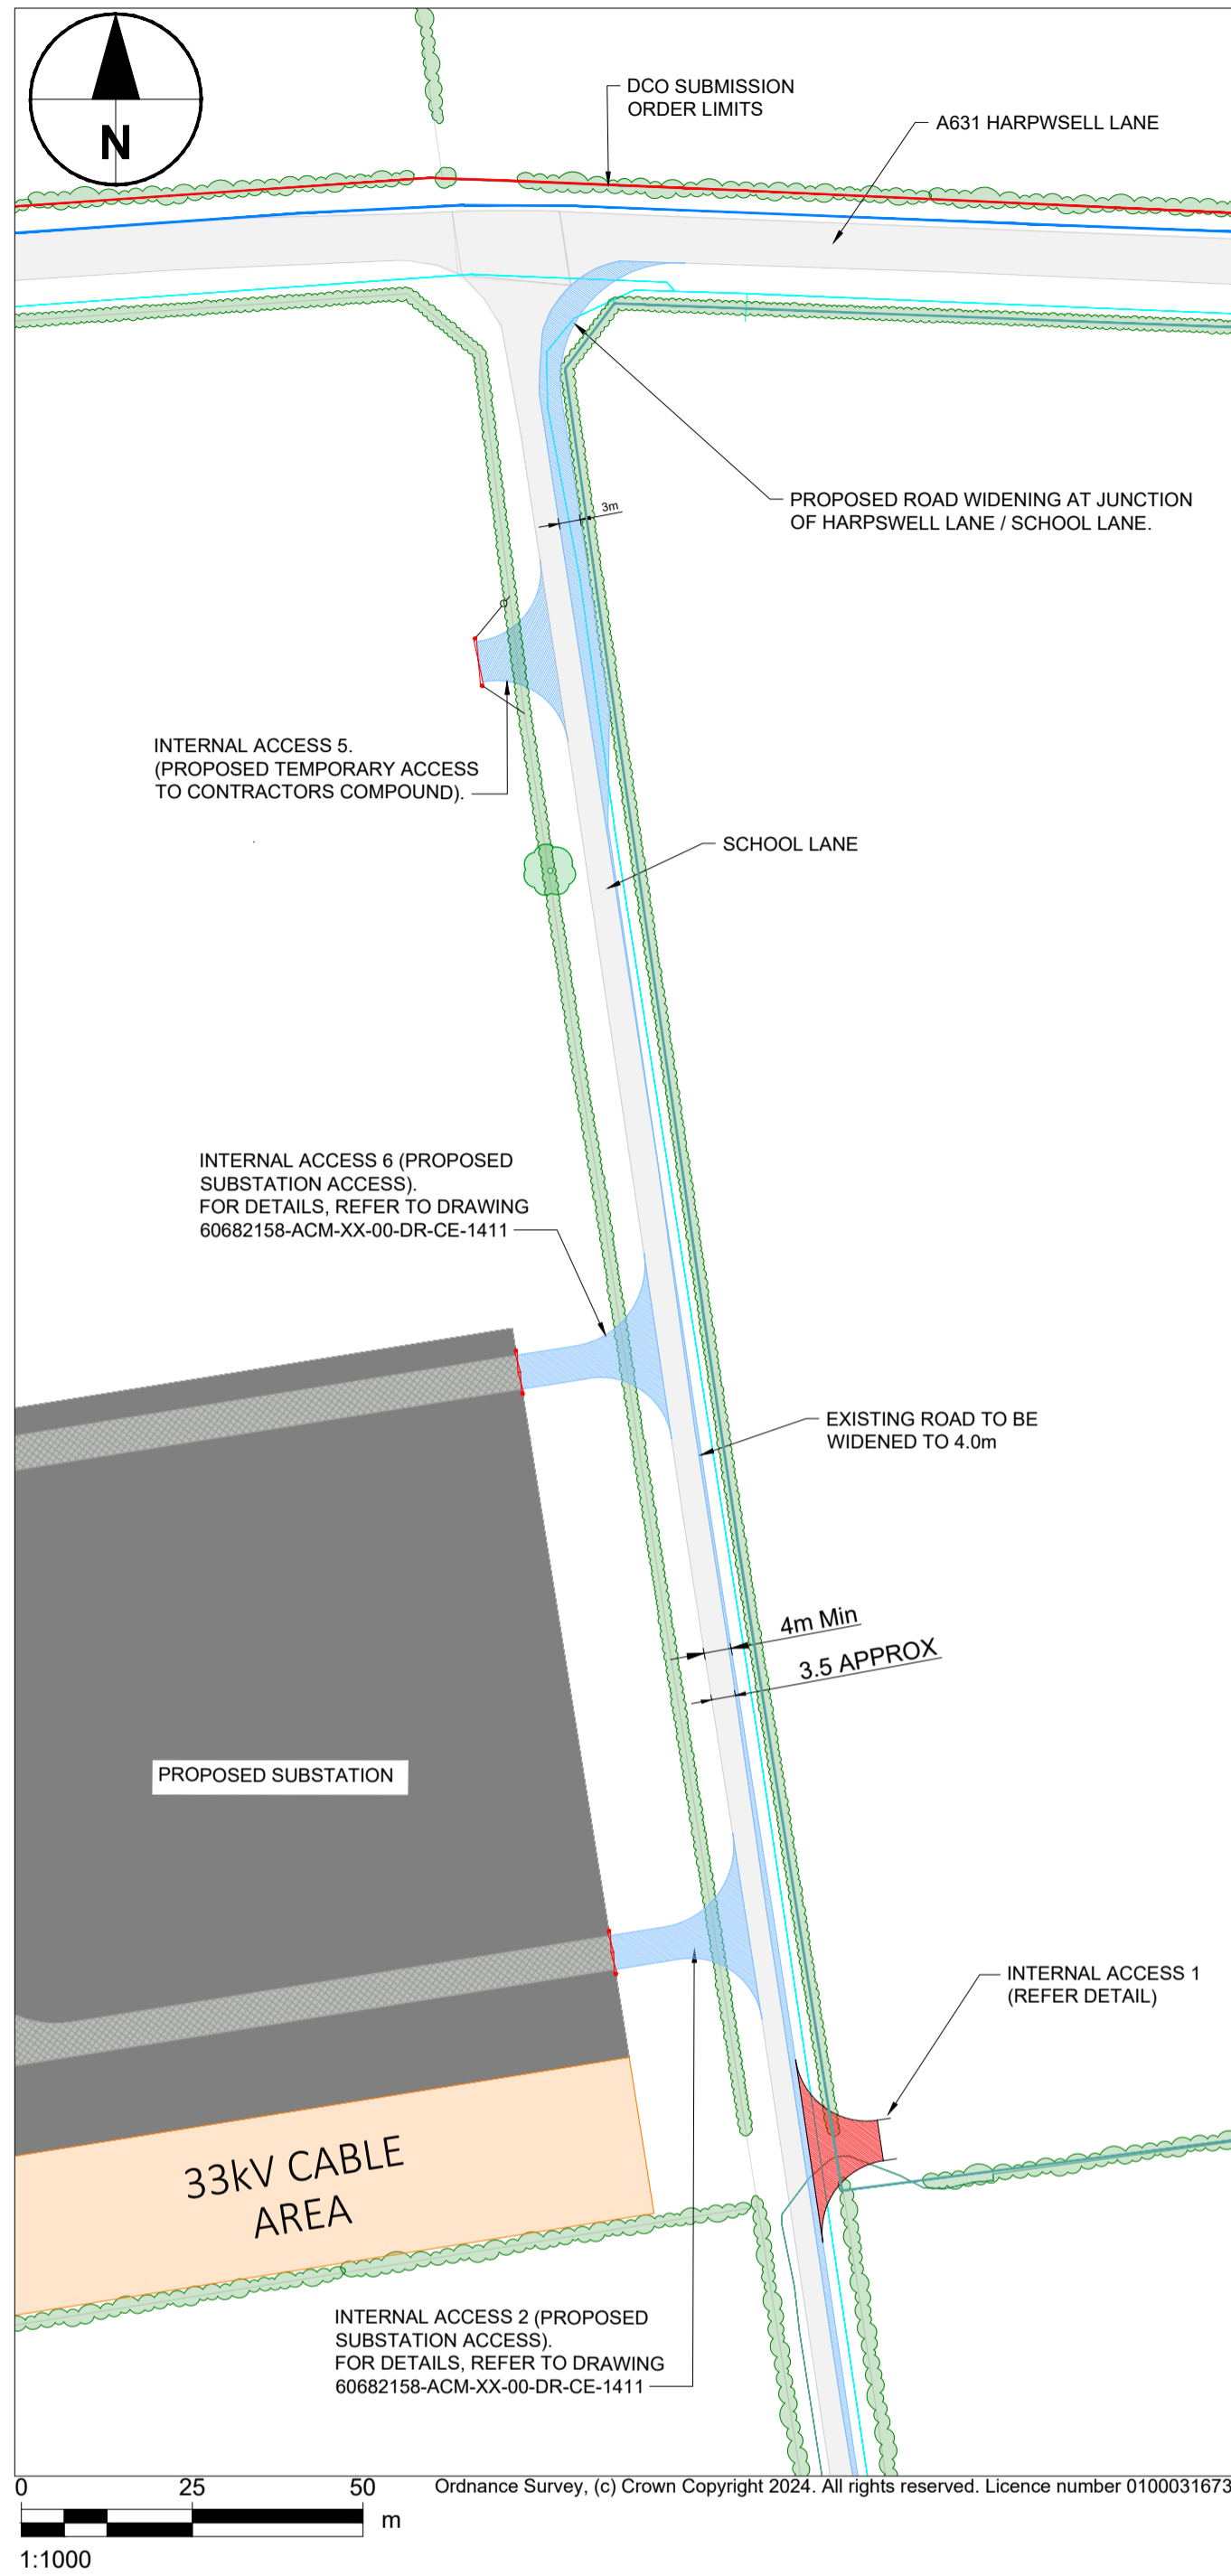 N
DCO SUBMISSION
ORDER LIMITS
A631 HARPWSELL LANE
PROPOSED ROAD WIDENING AT JUNCTION
OF HARPSWELL LANE / SCHOOL LANE.
3m
INTERNAL ACCESS 5.
(PROPOSED TEMPORARY ACCESS
TO CONTRACTORS COMPOUND).
SCHOOL LANE
INTERNAL ACCESS 6 (PROPOSED
SUBSTATION ACCESS).
FOR DETAILS, REFER TO DRAWING
60682158-ACM-XX-00-DR-CE-1411
EXISTING ROAD TO BE
WIDENED TO 4.0m
4m Min
3.5 APPROX
PROPOSED SUBSTATION
INTERNAL ACCESS 1
(REFER DETAIL)
33kV CABLE
AREA
INTERNAL ACCESS 2 (PROPOSED
SUBSTATION ACCESS).
FOR DETAILS, REFER TO DRAWING
60682158-ACM-XX-00-DR-CE-1411
0 25 50
m
1:1000
Ordnance Survey, (c) Crown Copyright 2024. All rights reserved. Licence number 0100031673